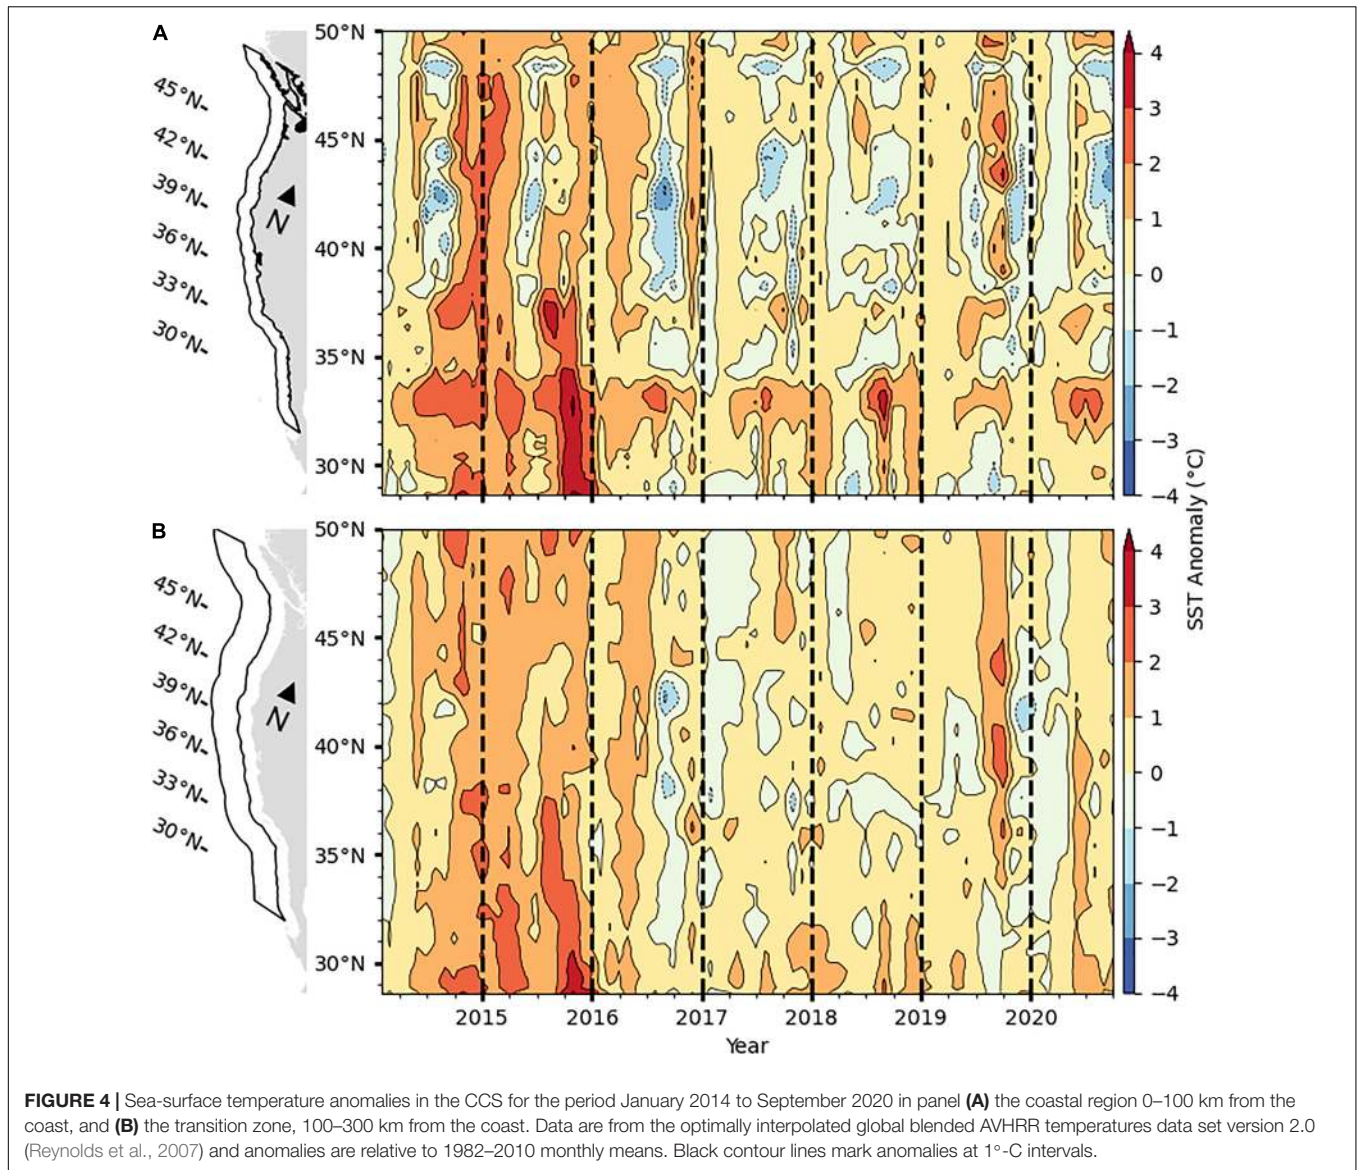 A
50°N
45°N
40°N
35°N
30°N
45°N
42°N
39°N
36°N
33°N
30°N
N
4
3
2
1
0
−1
−2
−3
−4
B
50°N
45°N
40°N
35°N
30°N
45°N
42°N
39°N
36°N
33°N
30°N
N
4
3
2
1
0
−1
−2
−3
−4
SST Anomaly (°C)
2015 2016 2017 2018 2019 2020
Year
FIGURE 4 | Sea-surface temperature anomalies in the CCS for the period January 2014 to September 2020 in panel (A) the coastal region 0–100 km from the
coast, and (B) the transition zone, 100–300 km from the coast. Data are from the optimally interpolated global blended AVHRR temperatures data set version 2.0
(Reynolds et al., 2007) and anomalies are relative to 1982–2010 monthly means. Black contour lines mark anomalies at 1°-C intervals.